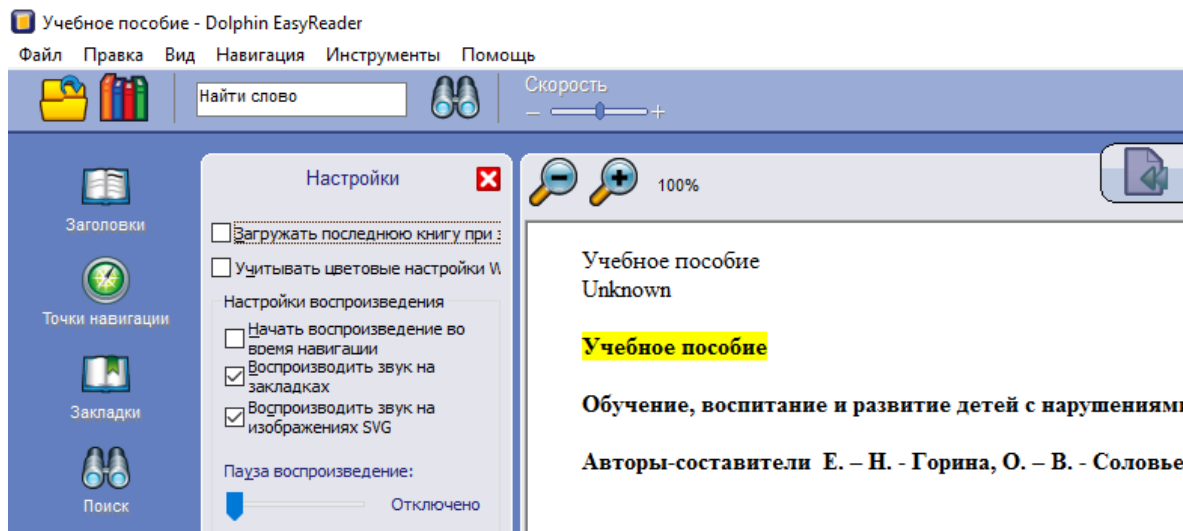 Учебное пособие - Dolphin EasyReader
Файл Правка Вид Навигация Инструменты Помощь
Найти слово
Скорость
Заголовки
Точки навигации
Закладки
Поиск
Настройки
Загружать последнюю книгу при
Учитывать цветовые настройки W
Настройки воспроизведения
Начать воспроизведение во
время навигации
Воспроизводить звук на
закладках
Воспроизводить звук на
изображениях SVG
Пауза воспроизведение:
Отключено
100%
Учебное пособие
Unknown
Учебное пособие
Обучение, воспитание и развитие детей с нарушениями
Авторы-составители Е. – Н. - Горина, О. – В. - Соловье